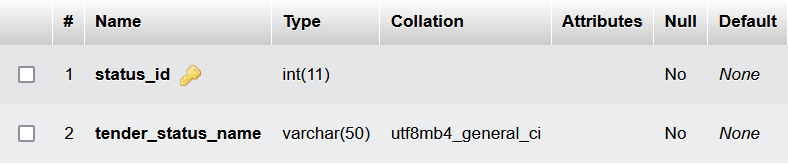 # Name Type Collation Attributes Null Default
1 status_id int(11) No None
2 tender_status_name varchar(50) utf8mb4_general_ci No None